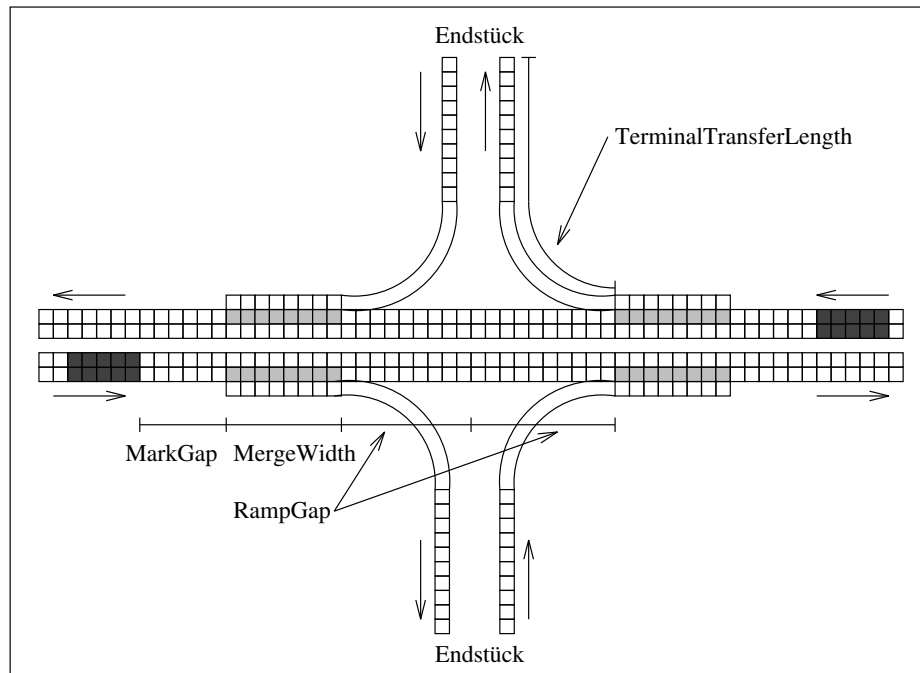 Endstück
TerminalTransferLength
MarkGap
MergeWidth
RampGap
Endstück